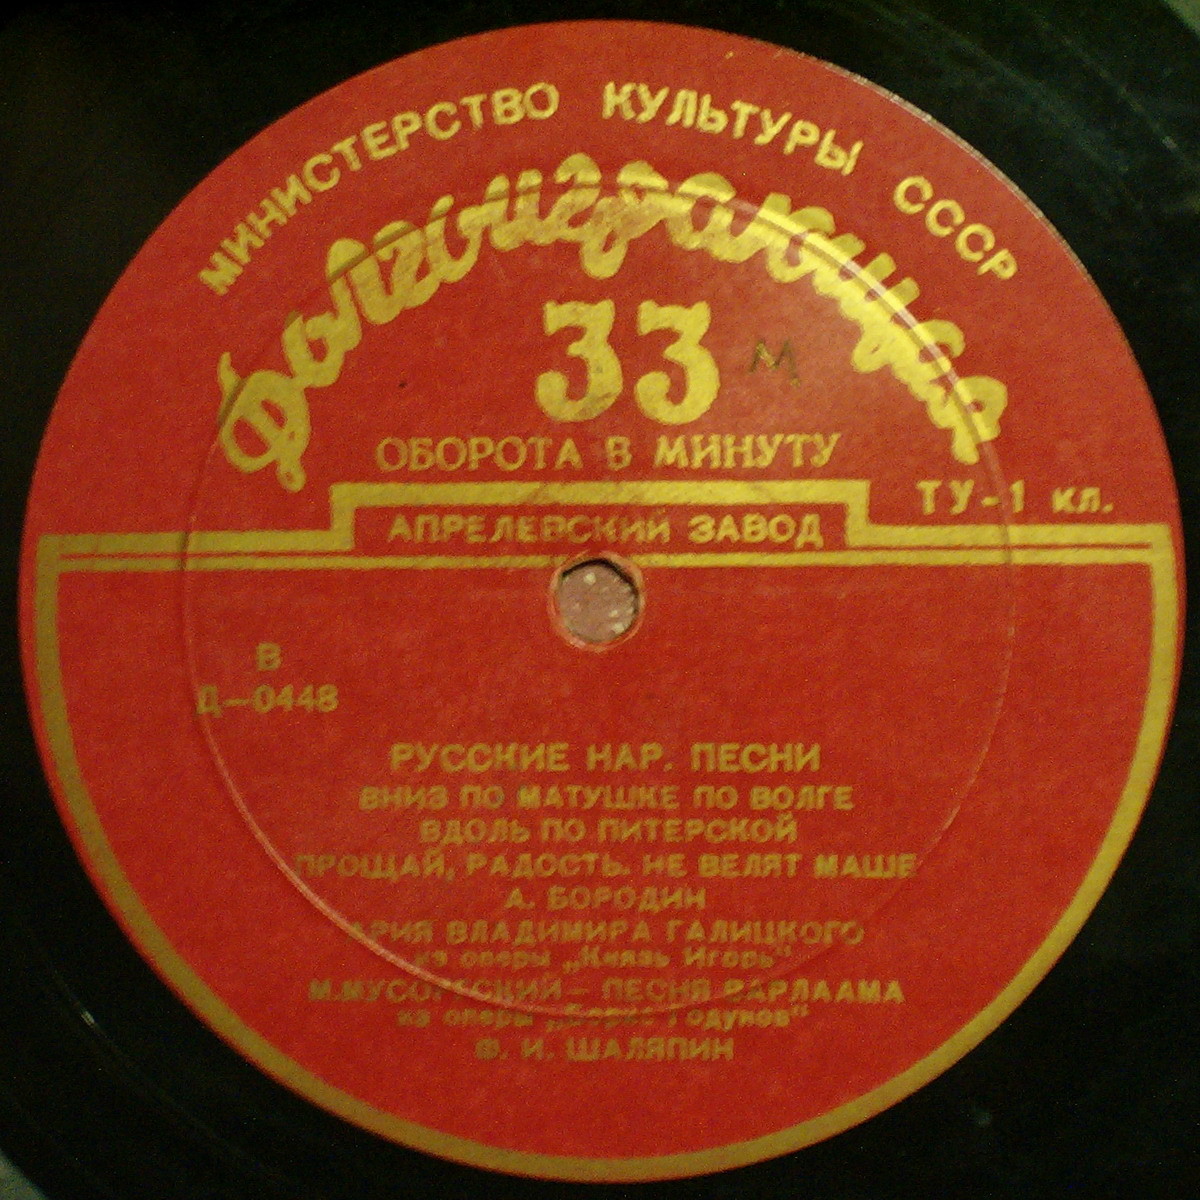 МИНИСТЕРСТВО КУЛЬТУРЫ СССР
Долгоиграющая
33 М
ОБОРОТА В МИНУТУ
ТУ-1 кл.
АПРЕЛЕВСКИЙ ЗАВОД
В
Д—0448
РУССКИЕ НАР. ПЕСНИ
ВНИЗ ПО МАТУШКЕ ПО ВОЛГЕ
ВДОЛЬ ПО ПИТЕРСКОЙ
ПРОЩАЙ, РАДОСТЬ. НЕ ВЕЛЯТ МАШЕ
А. БОРОДИН
АРИЯ ВЛАДИМИРА ГАЛИЦКОГО
из оперы „Князь Игорь"
М.МУСОРГСКИЙ — ПЕСНЯ ВАРЛААМА
из оперы „Борис Годунов"
Ф. И. ШАЛЯПИН